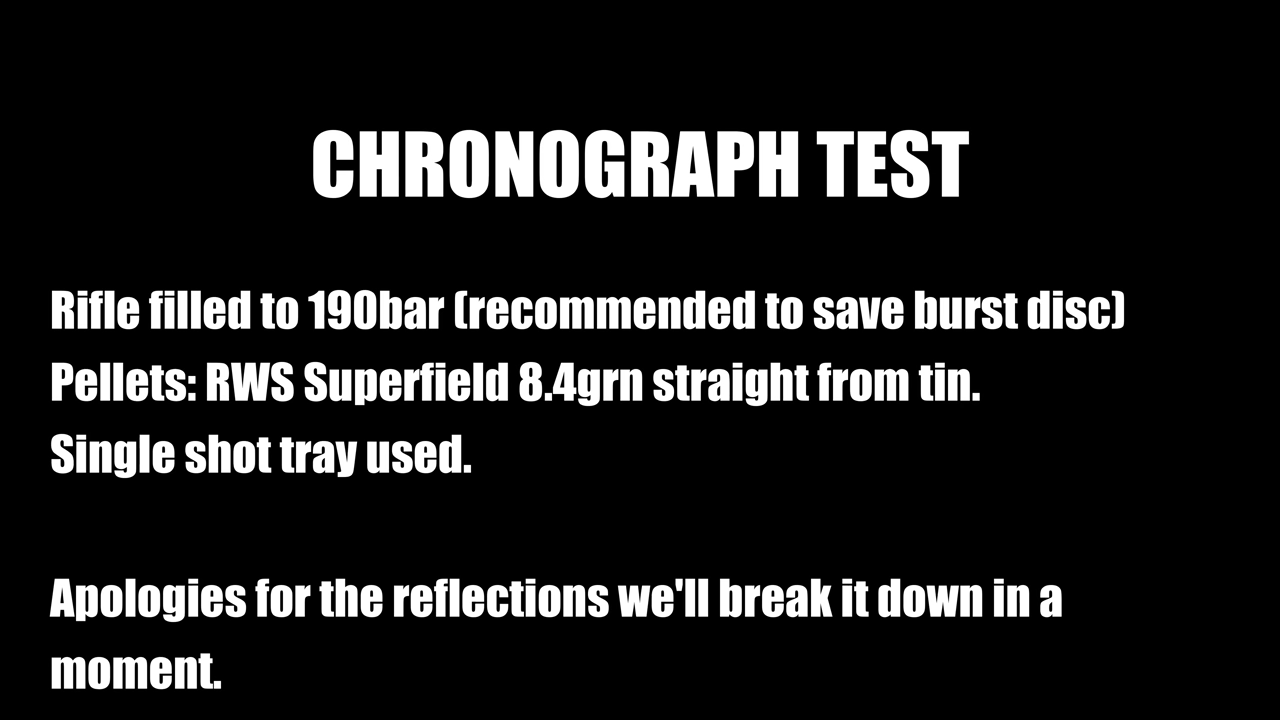 CHRONOGRAPH TEST
Rifle filled to 190bar (recommended to save burst disc)
Pellets: RWS Superfield 8.4grn straight from tin.
Single shot tray used.
Apologies for the reflections we'll break it down in a
moment.